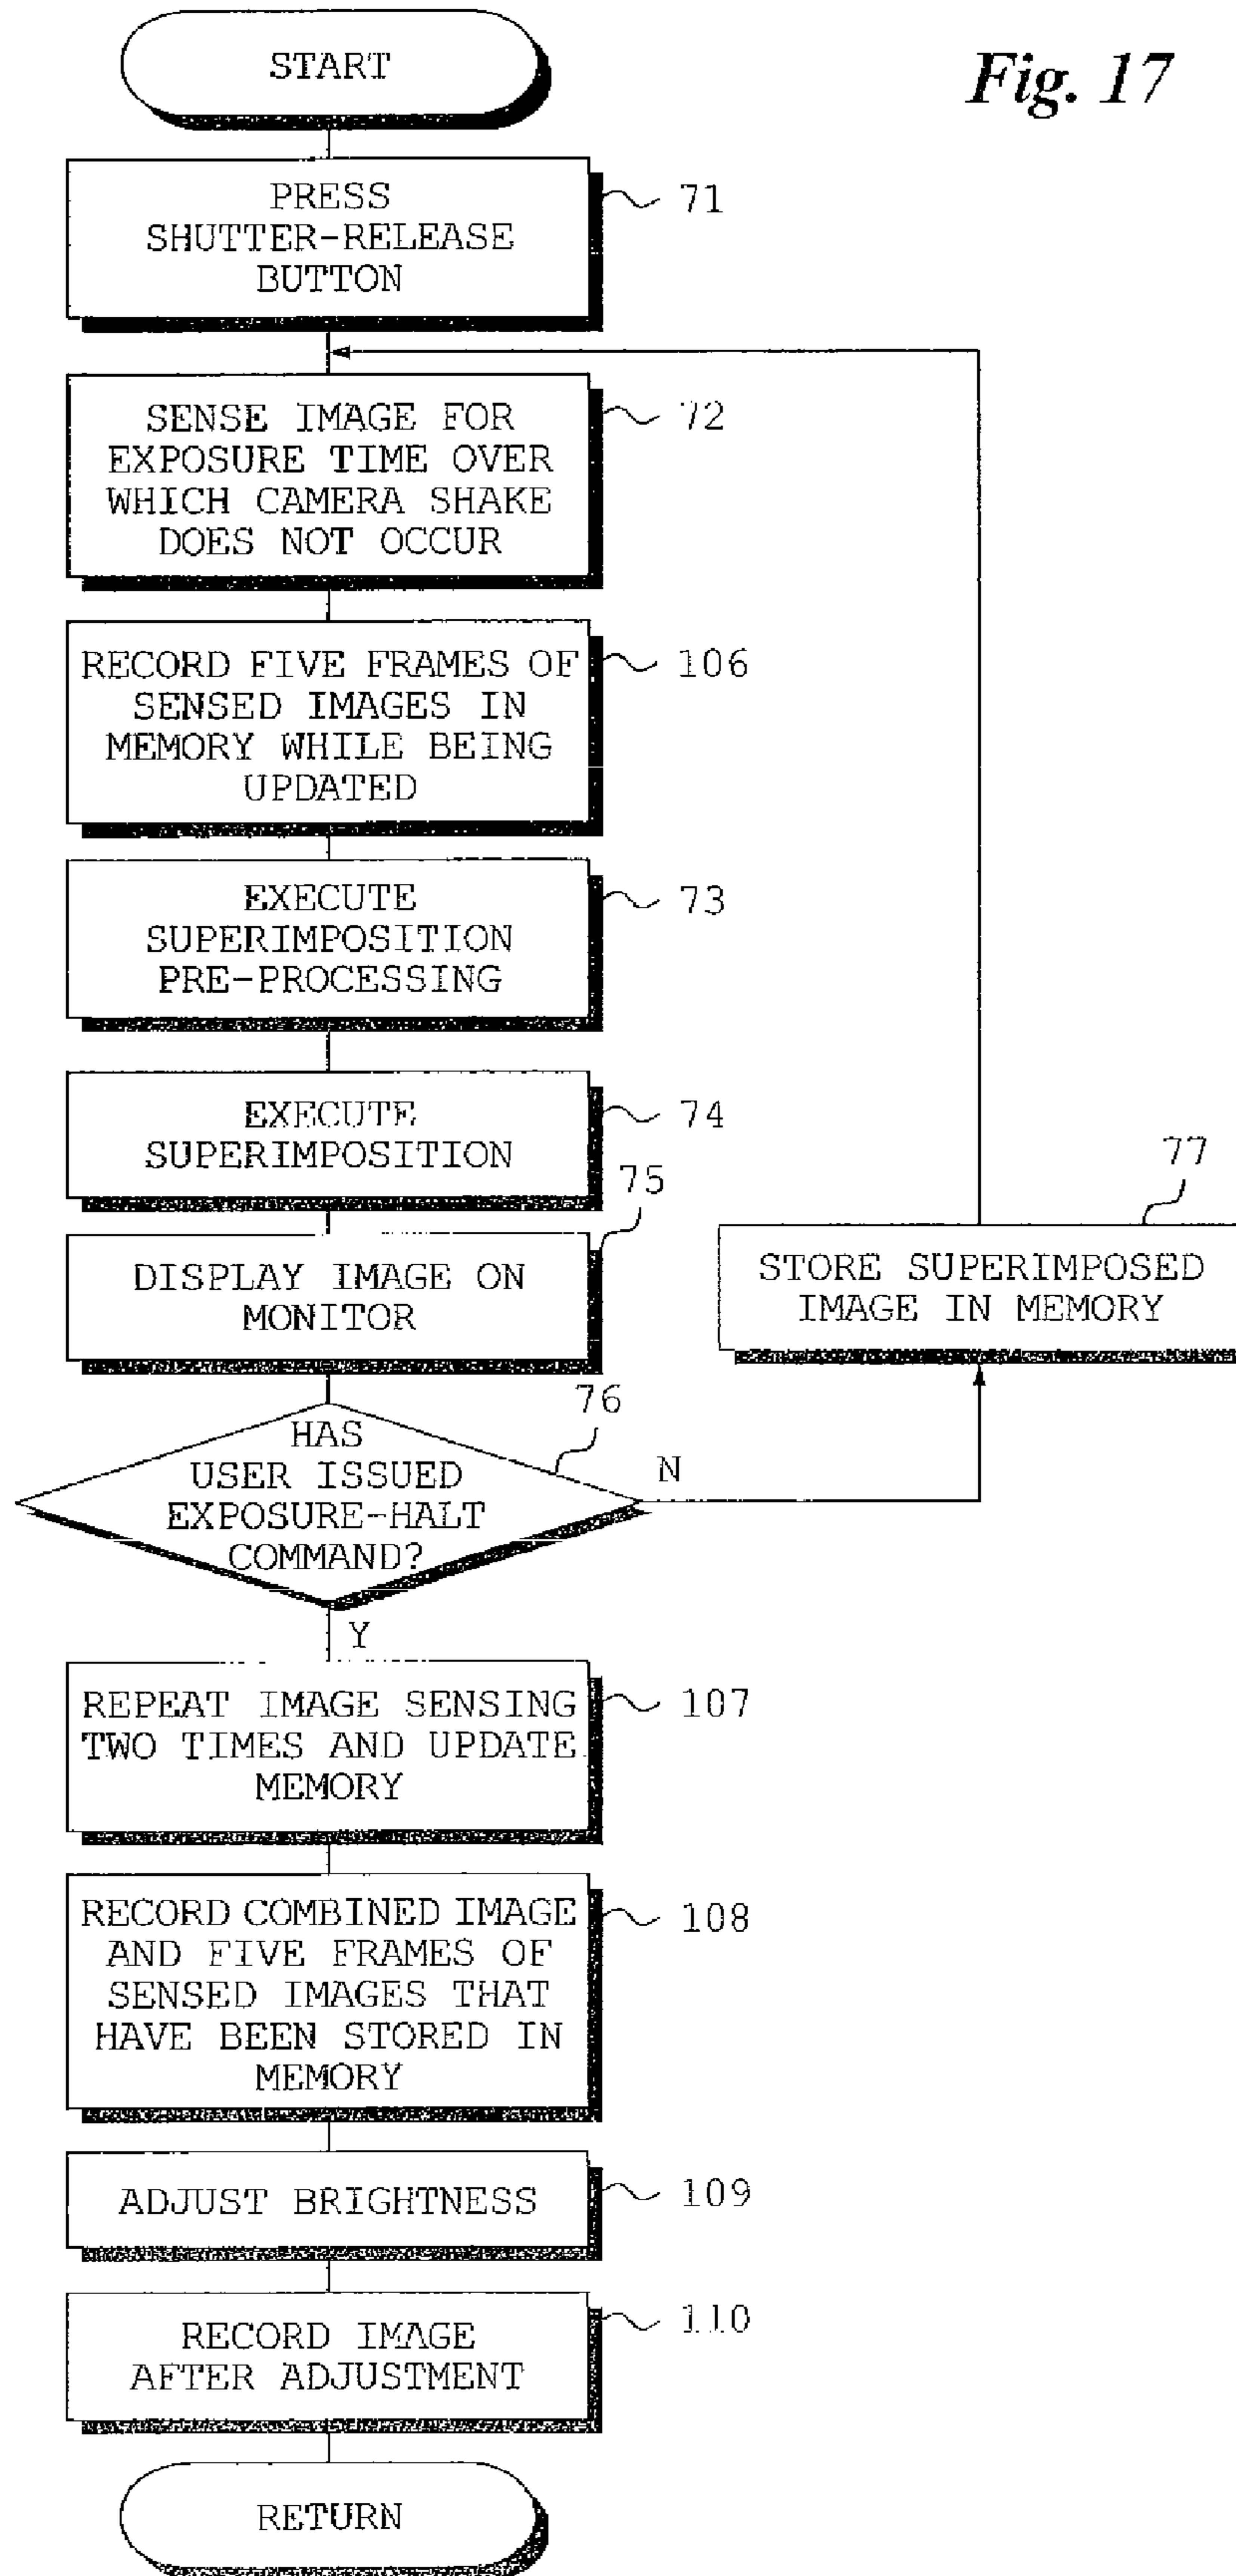 Fig. 17
START
PRESS
SHUTTER-RELEASE
BUTTON
71
SENSE IMAGE FOR
EXPOSURE TIME OVER
WHICH CAMERA SHAKE
DOES NOT OCCUR
72
RECORD FIVE FRAMES OF
SENSED IMAGES IN
MEMORY WHILE BEING
UPDATED
106
EXECUTE
SUPERIMPOSITION
PRE-PROCESSING
73
EXECUTE
SUPERIMPOSITION
74
DISPLAY IMAGE ON
MONITOR
75
77
STORE SUPERIMPOSED
IMAGE IN MEMORY
HAS
USER ISSUED
EXPOSURE-HALT
COMMAND?
76
N
Y
REPEAT IMAGE SENSING
TWO TIMES AND UPDATE
MEMORY
107
RECORD COMBINED IMAGE
AND FIVE FRAMES OF
SENSED IMAGES THAT
HAVE BEEN STORED IN
MEMORY
108
ADJUST BRIGHTNESS
109
RECORD IMAGE
AFTER ADJUSTMENT
110
RETURN